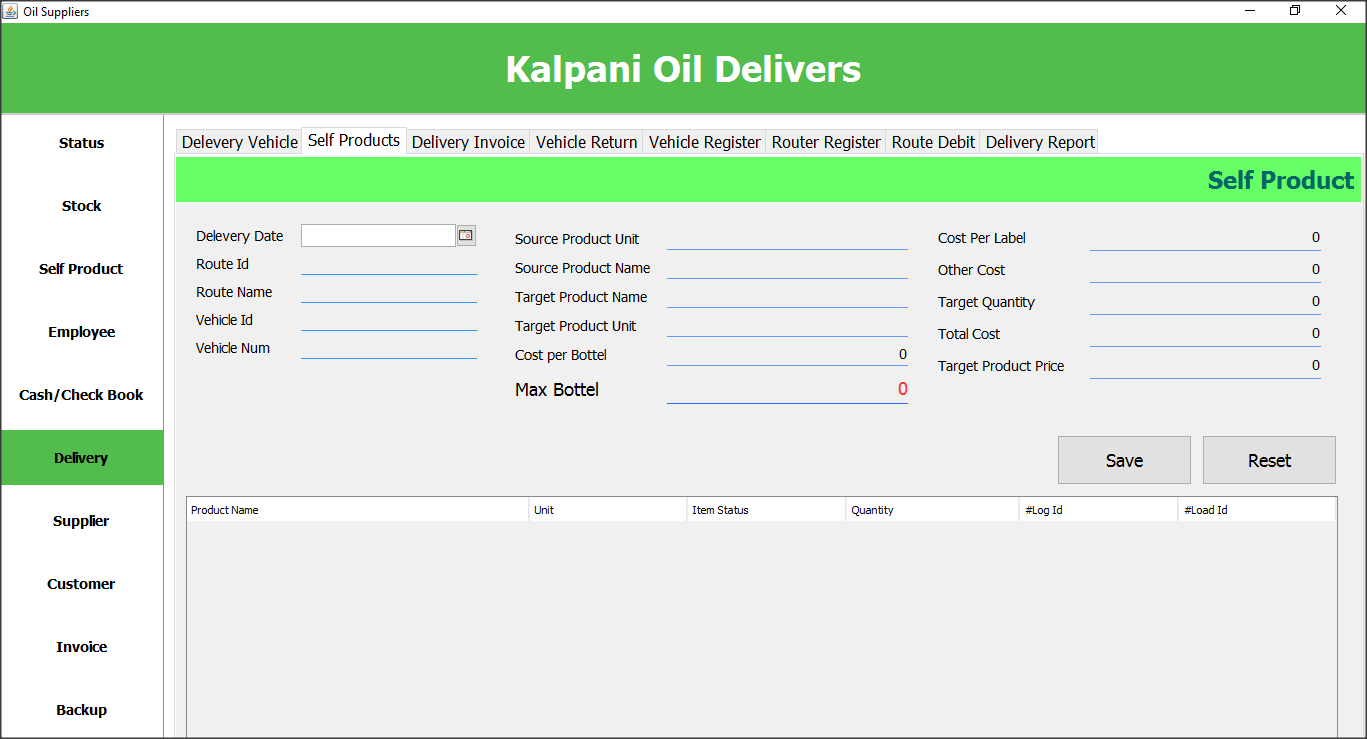 Oil Suppliers
Kalpani Oil Delivers
Status
Stock
Self Product
Employee
Cash/Check Book
Delivery
Supplier
Customer
Invoice
Backup
Delevery Vehicle Self Products Delivery Invoice Vehicle Return Vehicle Register Router Register Route Debit Delivery Report
Self Product
Delevery Date
Route Id
Route Name
Vehicle Id
Vehicle Num
Source Product Unit
Source Product Name
Target Product Name
Target Product Unit
Cost per Bottel 0
Max Bottel 0
Cost Per Label 0
Other Cost 0
Target Quantity 0
Total Cost 0
Target Product Price 0
Save Reset
Product Name Unit Item Status Quantity #Log Id #Load Id